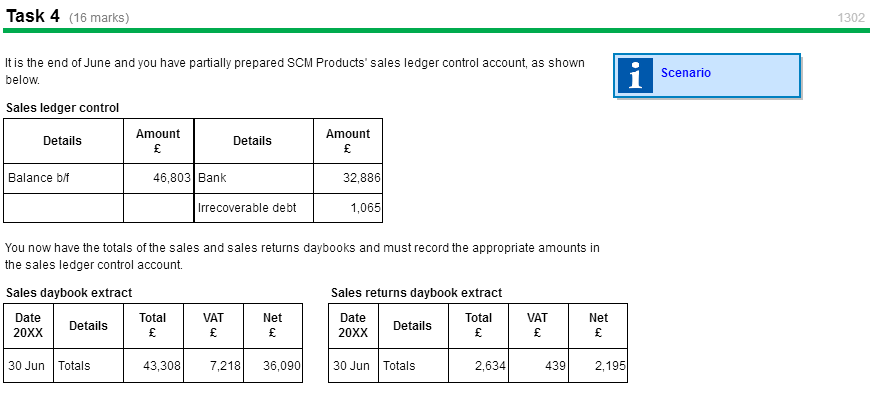 Task 4 (16 marks)
1302
It is the end of June and you have partially prepared SCM Products' sales ledger control account, as shown
below.
Scenario
Sales ledger control
Details Amount £ Details Amount £
Balance b/f 46,803 Bank 32,886
Irrecoverable debt 1,065
You now have the totals of the sales and sales returns daybooks and must record the appropriate amounts in
the sales ledger control account.
Sales daybook extract
Date 20XX Details Total £ VAT £ Net £
30 Jun Totals 43,308 7,218 36,090
Sales returns daybook extract
Date 20XX Details Total £ VAT £ Net £
30 Jun Totals 2,634 439 2,195